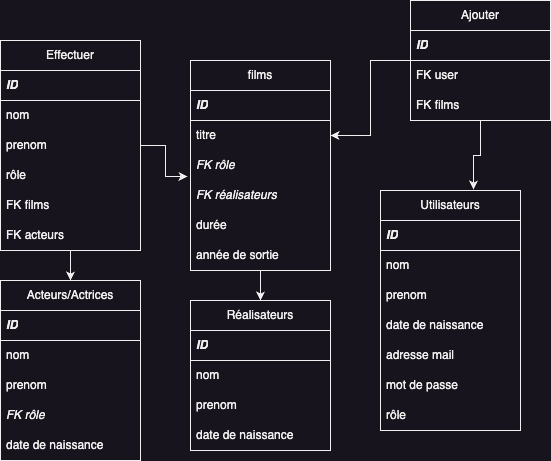 Effectuer
ID
nom
prenom
rôle
FK films
FK acteurs
Acteurs/Actrices
ID
nom
prenom
FK rôle
date de naissance
films
ID
titre
FK rôle
FK réalisateurs
durée
année de sortie
Réalisateurs
ID
nom
prenom
date de naissance
Ajouter
ID
FK user
FK films
Utilisateurs
ID
nom
prenom
date de naissance
adresse mail
mot de passe
rôle